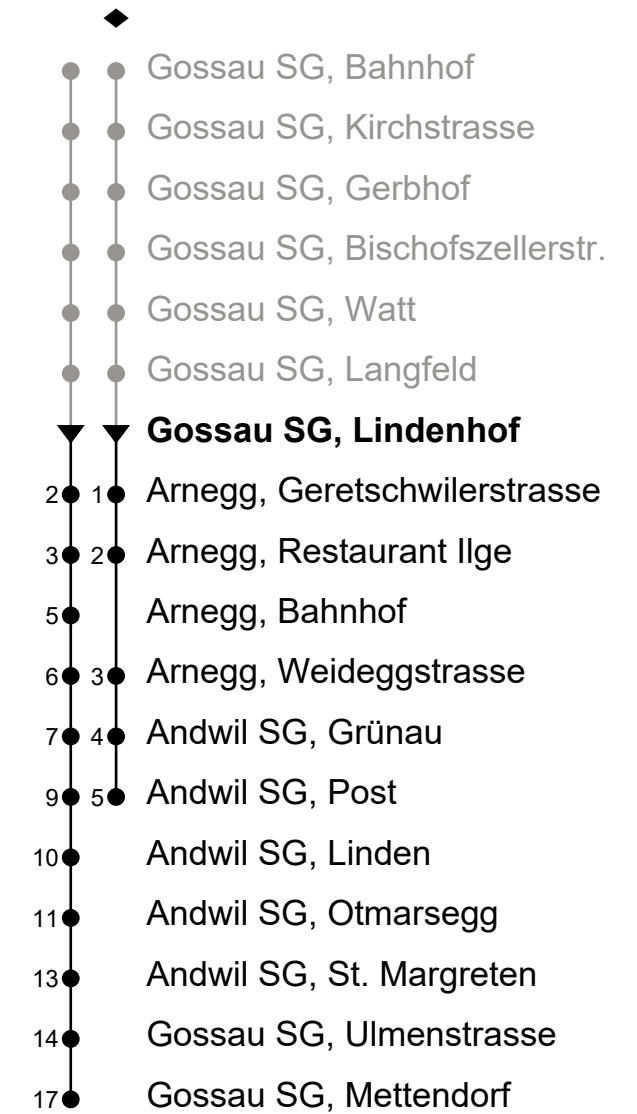 Gossau SG, Bahnhof
Gossau SG, Kirchstrasse
Gossau SG, Gerbhof
Gossau SG, Bischofszellerstr.
Gossau SG, Watt
Gossau SG, Langfeld
Gossau SG, Lindenhof
2 1 Arnegg, Geretschwilerstrasse
3 2 Arnegg, Restaurant Ilge
5 Arnegg, Bahnhof
6 3 Arnegg, Weideggstrasse
7 4 Andwil SG, Grünau
9 5 Andwil SG, Post
10 Andwil SG, Linden
11 Andwil SG, Otmarsegg
13 Andwil SG, St. Margreten
14 Gossau SG, Ulmenstrasse
17 Gossau SG, Mettendorf